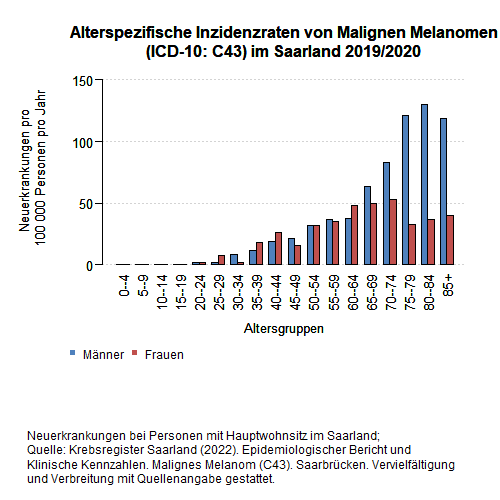 Alterspezifische Inzidenzraten von Malignen Melanomen
(ICD-10: C43) im Saarland 2019/2020
Neuerkrankungen pro
100 000 Personen pro Jahr
150
100
50
0
0--4
5--9
10--14
15--19
20--24
25--29
30--34
35--39
40--44
45--49
50--54
55--59
60--64
65--69
70--74
75--79
80--84
85+
Altersgruppen
Männer Frauen
Neuerkrankungen bei Personen mit Hauptwohnsitz im Saarland;
Quelle: Krebsregister Saarland (2022). Epidemiologischer Bericht und
Klinische Kennzahlen. Malignes Melanom (C43). Saarbrücken. Vervielfältigung
und Verbreitung mit Quellenangabe gestattet.